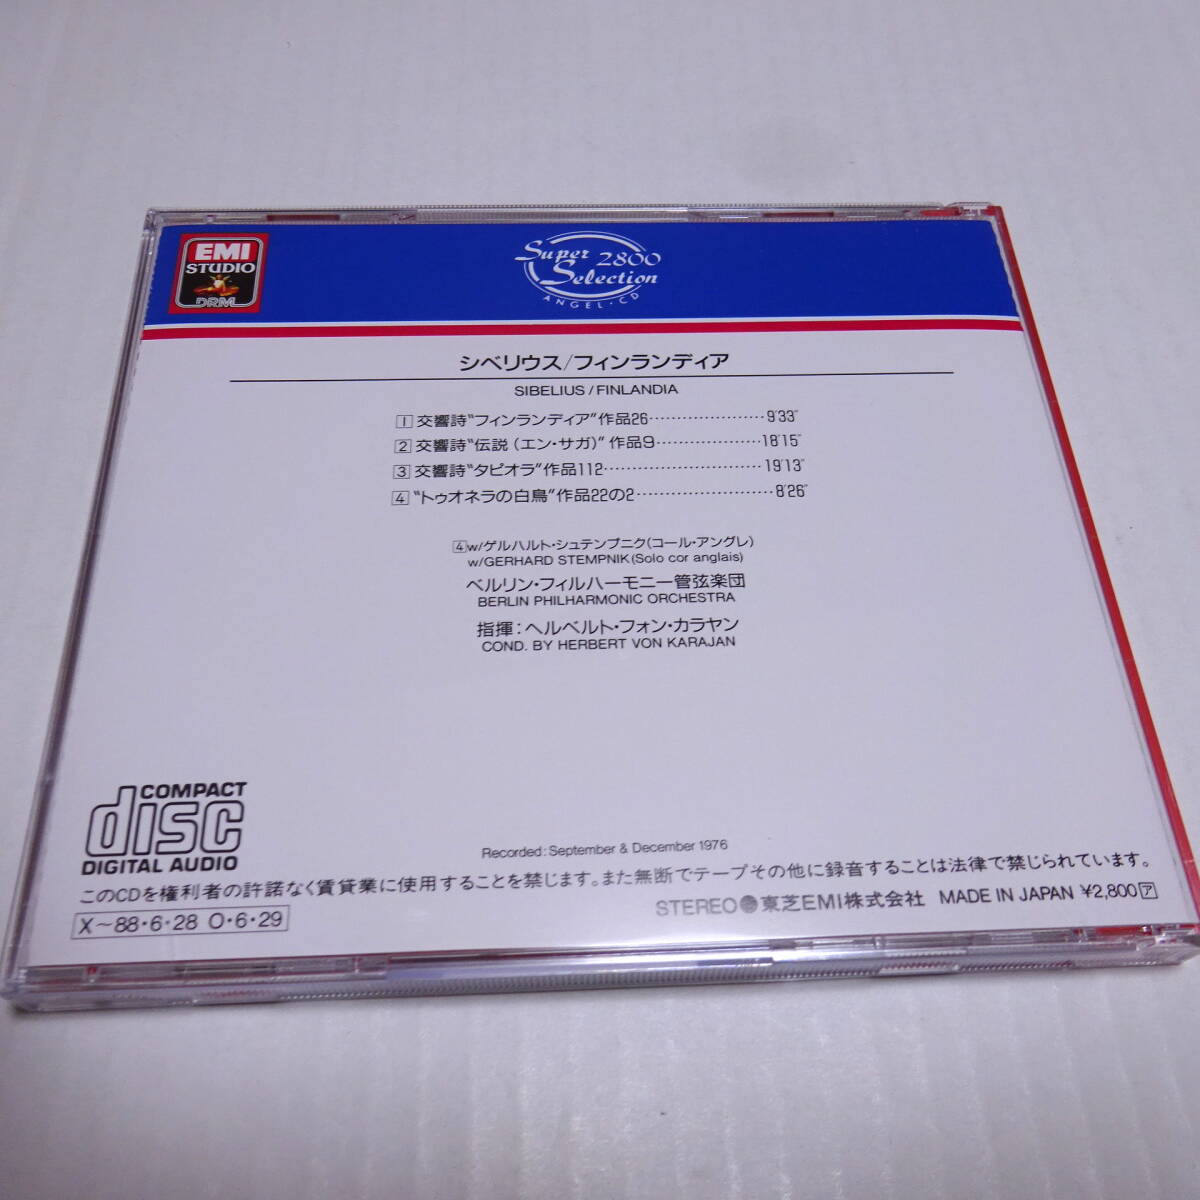 EMI
STUDIO
DRM
Super 2800
Selection
ANGEL・CD
シベリウス/フィンランディア
SIBELIUS/FINLANDIA
1 交響詩"フィンランディア"作品26 9'33"
2 交響詩"伝説(エン・サガ)"作品9 18'15"
3 交響詩"タピオラ"作品112 19'13"
4 "トゥオネラの白鳥"作品22の2 8'26"
4 w/ゲルハルト・シュテンプニク(コール・アングレ)
w/GERHARD STEMPNIK(Solo cor anglais)
ベルリン・フィルハーモニー管弦楽団
BERLIN PHILHARMONIC ORCHESTRA
指揮:ヘルベルト・フォン・カラヤン
COND. BY HERBERT VON KARAJAN
COMPACT
disc
DIGITAL AUDIO
Recorded: September & December 1976
このCDを権利者の許諾なく賃貸業に使用することを禁じます。また無断でテープその他に録音することは法律で禁じられています。
X~88・6・28 O・6・29
STEREO 東芝EMI株式会社 MADE IN JAPAN ¥2,800 ア